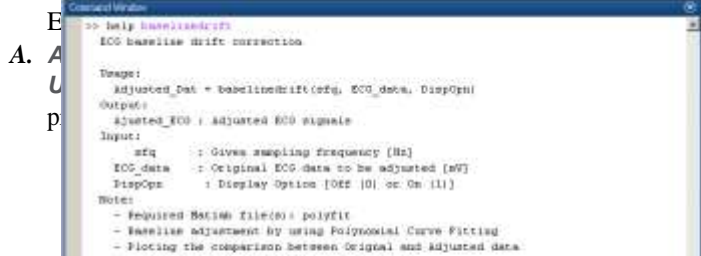 Command Window
E
>> help baselinedrift
ECG baseline drift correction
A. A
Usage:
U
Adjusted_Dat = baselinedrift(sfq, ECG_data, DispOpn)
Output:
p
Ajusted_ECG : Adjusted ECG signals
Input:
sfq : Given sampling frequency [Hz]
ECG_data : Original ECG data to be adjusted [mV]
DispOpn : Display Option [Off (0) or On (1)]
Note:
- Required Matlab file(s): polyfit
- Baseline adjustment by using Polynomial Curve Fitting
- Ploting the comparison between Orignal and Adjusted data